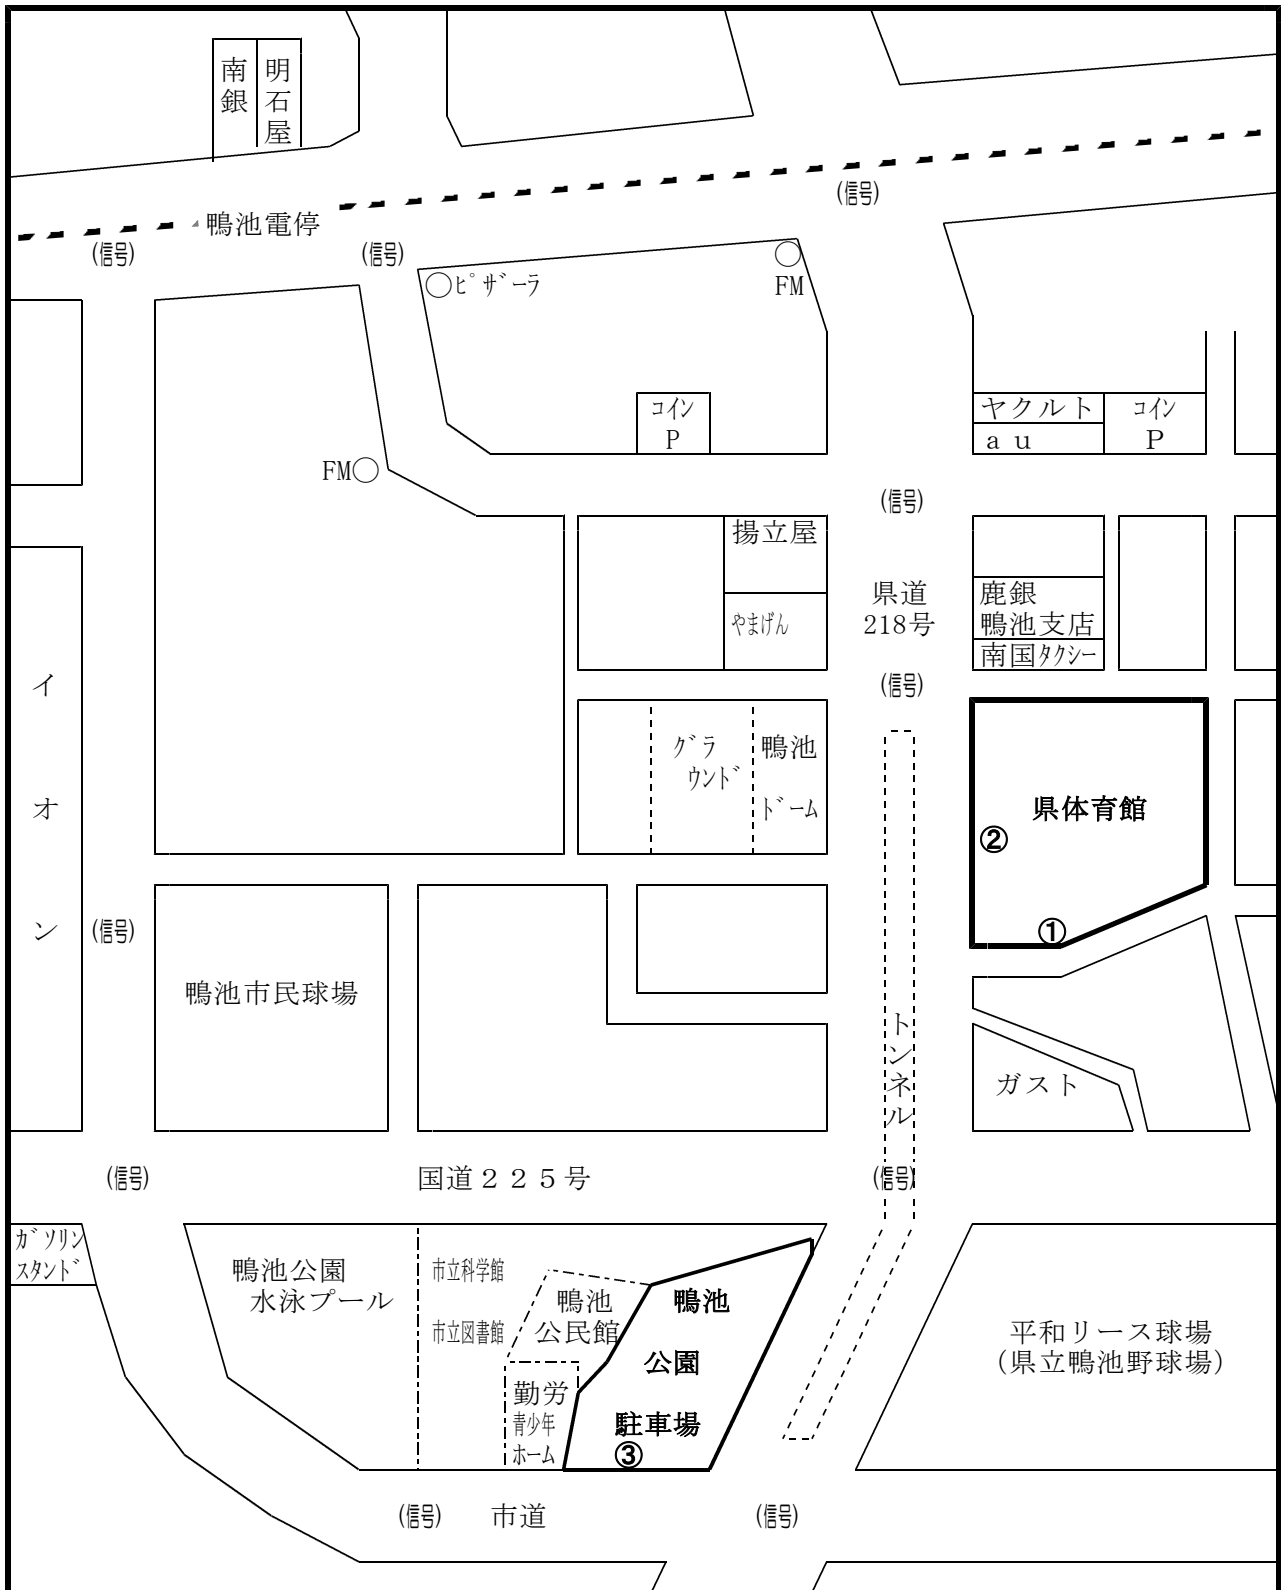 南銀
明石屋
(信号)
鴨池電停
(信号)
(信号)
○ピザーラ
○
FM
コイン
P
ヤクルト
ａｕ
コイン
P
FM○
(信号)
揚立屋
やまげん
県道
218号
鹿銀
鴨池支店
南国ﾀｸｼｰ
(信号)
イオン
グラ
ウンド
鴨池
ドーム
県体育館
②
①
(信号)
鴨池市民球場
トンネル
ガスト
(信号)
国道２２５号
(信号)
ガソリン
スタンド
鴨池公園
水泳プール
市立科学館
市立図書館
鴨池
公民館
鴨池
公園
駐車場
③
勤労
青少年
ホーム
平和リース球場
(県立鴨池野球場)
(信号)
市道
(信号)